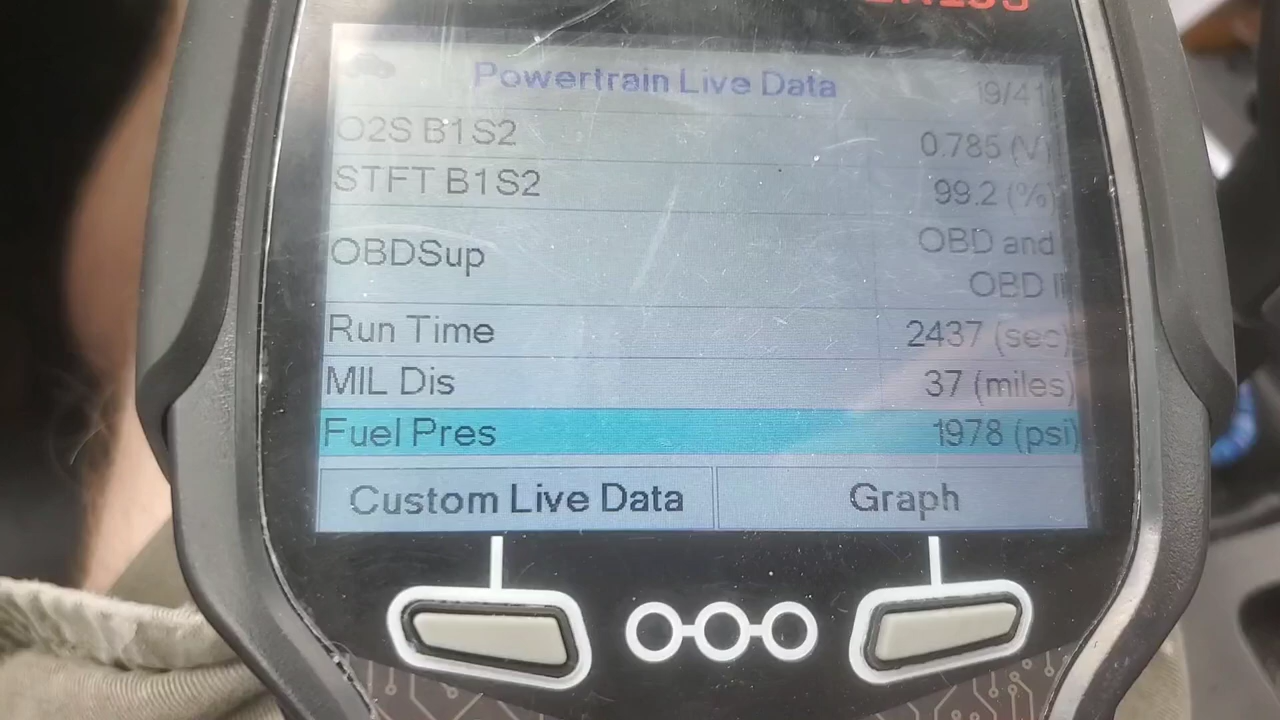 Powertrain Live Data 19/41
O2S B1S2 0.785 (V)
STFT B1S2 99.2 (%)
OBDSup OBD and
OBD II
Run Time 2437 (sec)
MIL Dis 37 (miles)
Fuel Pres 1978 (psi)
Custom Live Data Graph